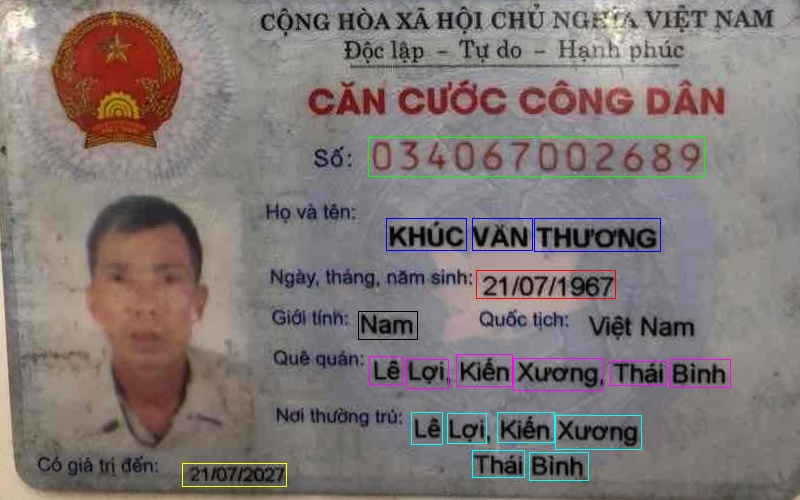 CỘNG HÒA XÃ HỘI CHỦ NGHĨA VIỆT NAM
Độc lập – Tự do – Hạnh phúc
CĂN CƯỚC CÔNG DÂN
Số: 034067002689
Họ và tên: KHÚC VĂN THƯƠNG
Ngày, tháng, năm sinh: 21/07/1967
Giới tính: Nam Quốc tịch: Việt Nam
Quê quán: Lê Lợi, Kiến Xương, Thái Bình
Nơi thường trú: Lê Lợi, Kiến Xương
Thái Bình
Có giá trị đến: 21/07/2027